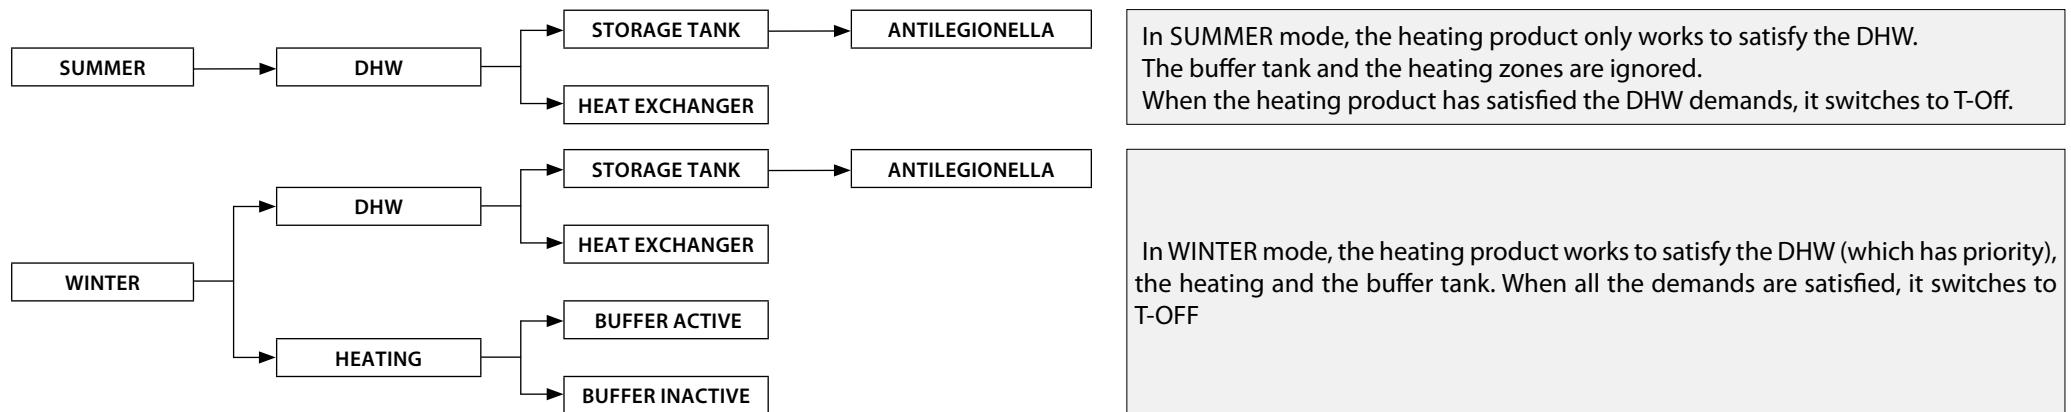 STORAGE TANK
ANTILEGIONELLA
SUMMER
DHW
HEAT EXCHANGER
In SUMMER mode, the heating product only works to satisfy the DHW.
The buffer tank and the heating zones are ignored.
When the heating product has satisfied the DHW demands, it switches to T-Off.
STORAGE TANK
ANTILEGIONELLA
DHW
HEAT EXCHANGER
WINTER
BUFFER ACTIVE
HEATING
BUFFER INACTIVE
In WINTER mode, the heating product works to satisfy the DHW (which has priority),
the heating and the buffer tank. When all the demands are satisfied, it switches to
T-OFF